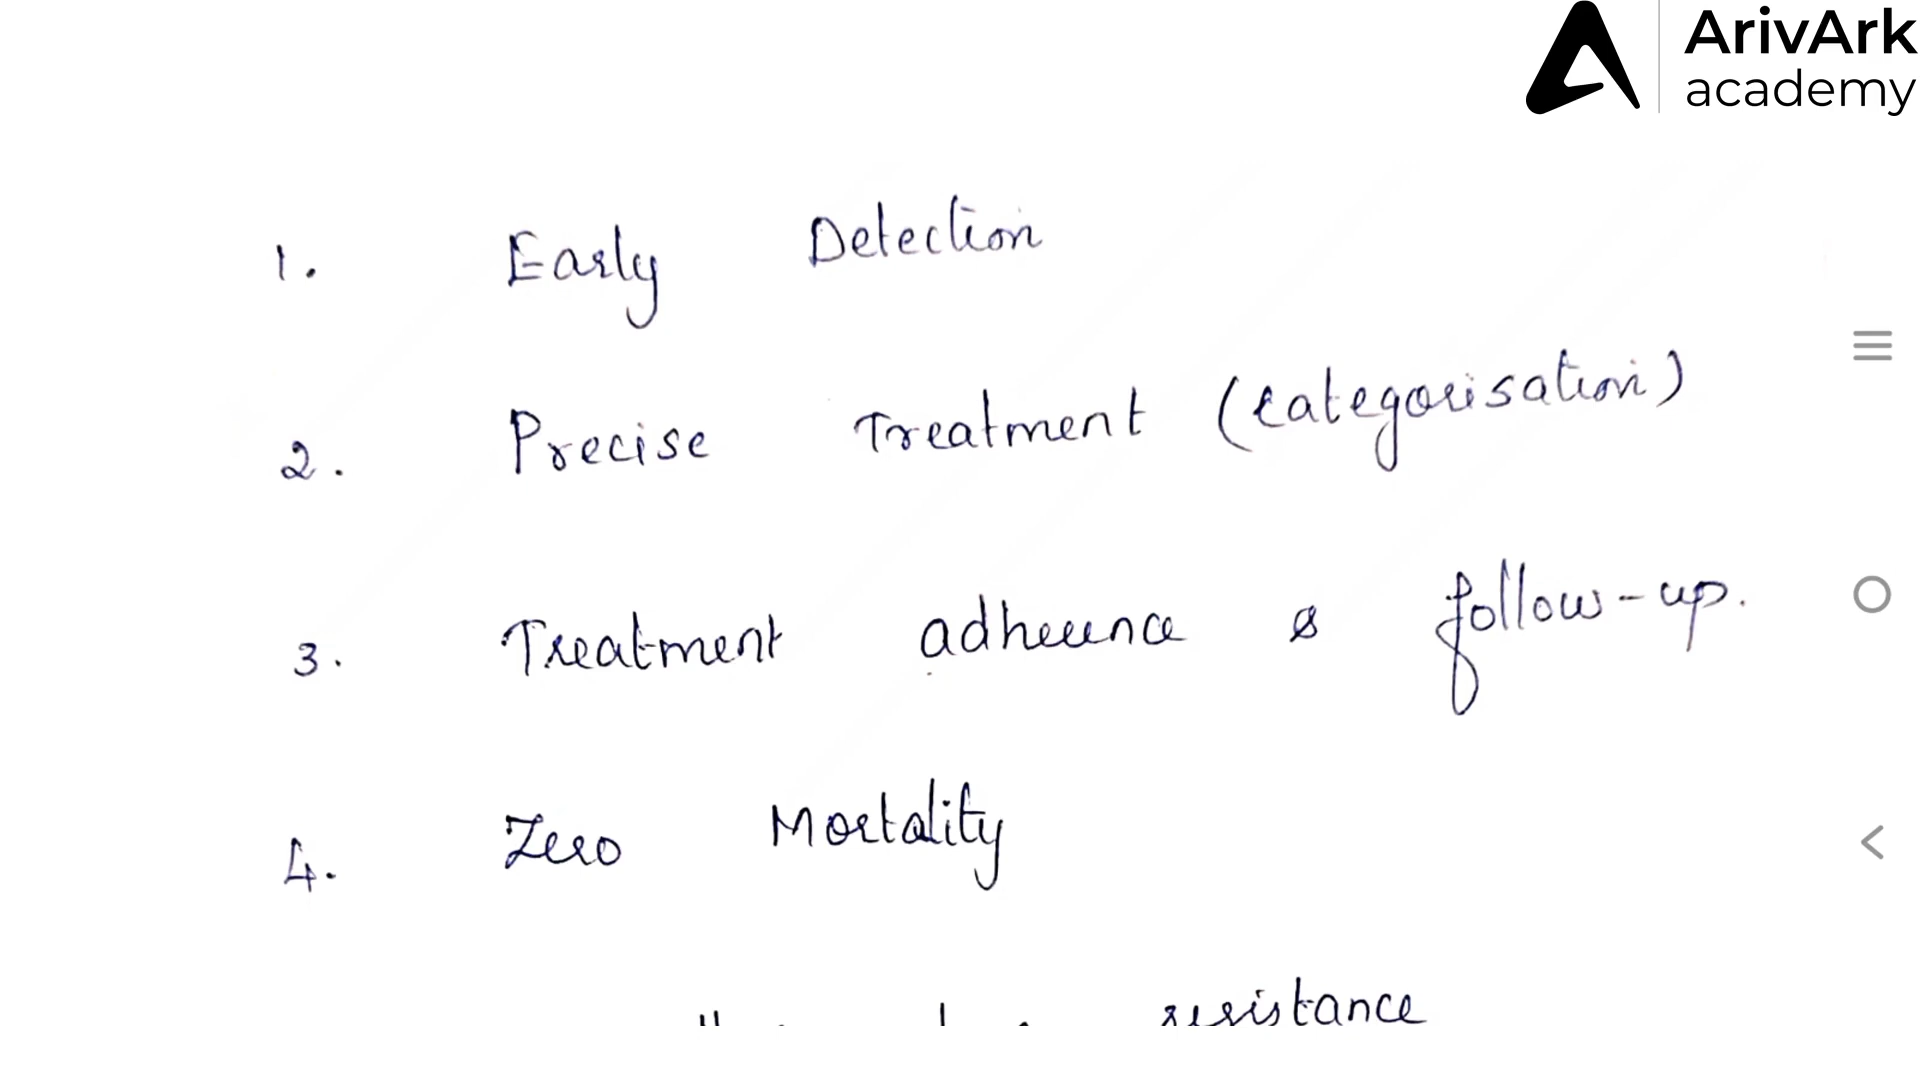 ArivArk
academy
1. Early Detection
2. Precise Treatment (categorisation)
3. Treatment adherence & follow-up.
4. Zero Mortality
resistance